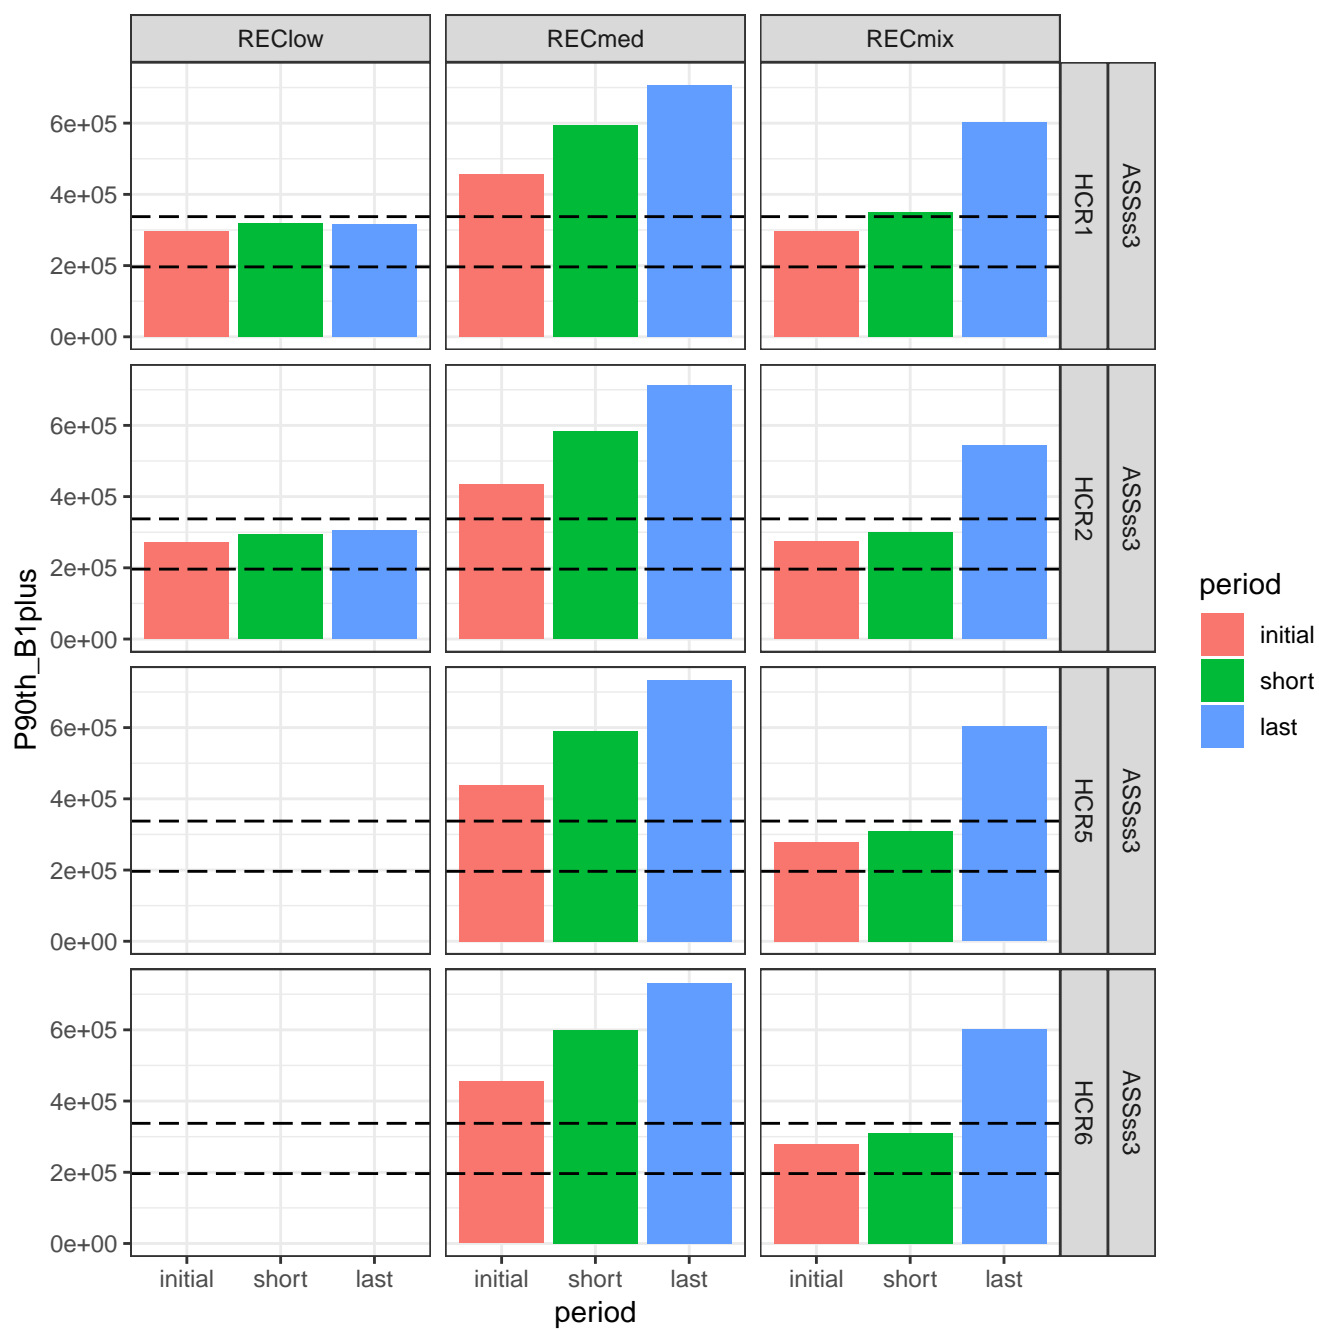 REClow
RECmed
RECmix
6e+05
4e+05
2e+05
0e+00
HCR1
ASSss3
6e+05
4e+05
2e+05
0e+00
HCR2
ASSss3
6e+05
4e+05
2e+05
0e+00
HCR5
ASSss3
6e+05
4e+05
2e+05
0e+00
HCR6
ASSss3
P90th_B1plus
initial
short
last
initial
short
last
initial
short
last
period
period
initial
short
last